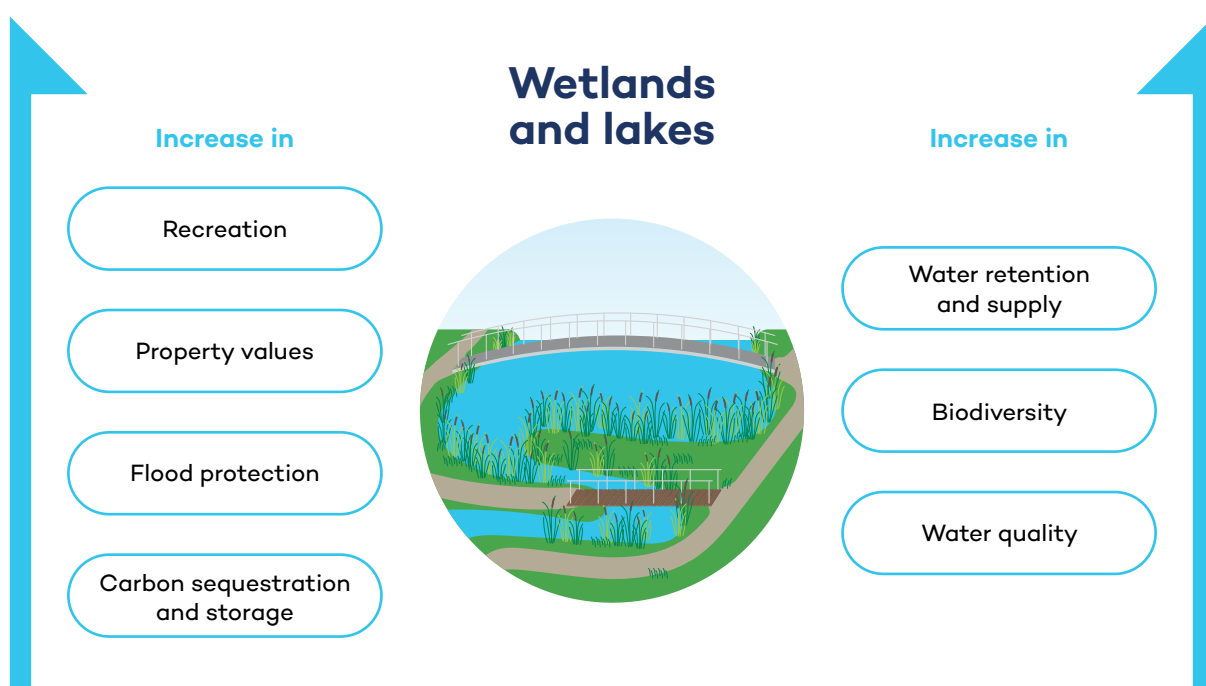 Wetlands
and lakes
Increase in
Recreation
Property values
Flood protection
Carbon sequestration
and storage
Increase in
Water retention
and supply
Biodiversity
Water quality